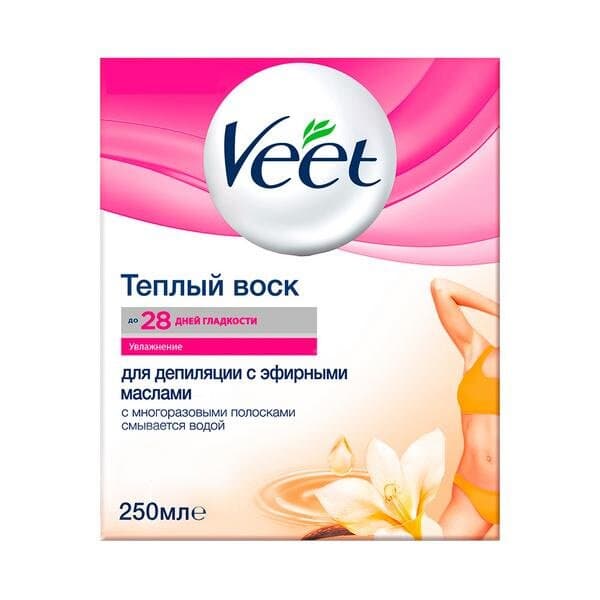 Veet
Теплый воск
до 28 ДНЕЙ ГЛАДКОСТИ
Увлажнение
для депиляции с эфирными
маслами
с многоразовыми полосками
смывается водой
250мл℮